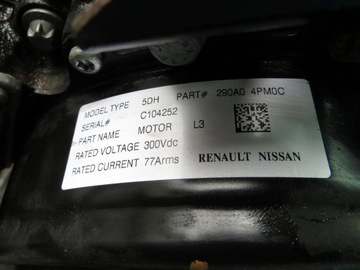 MODEL TYPE 5DH PART# 290A0 4PM0C
SERIAL# C104252
PART NAME MOTOR L3
RATED VOLTAGE 300Vdc
RATED CURRENT 77Arms
RENAULT NISSAN